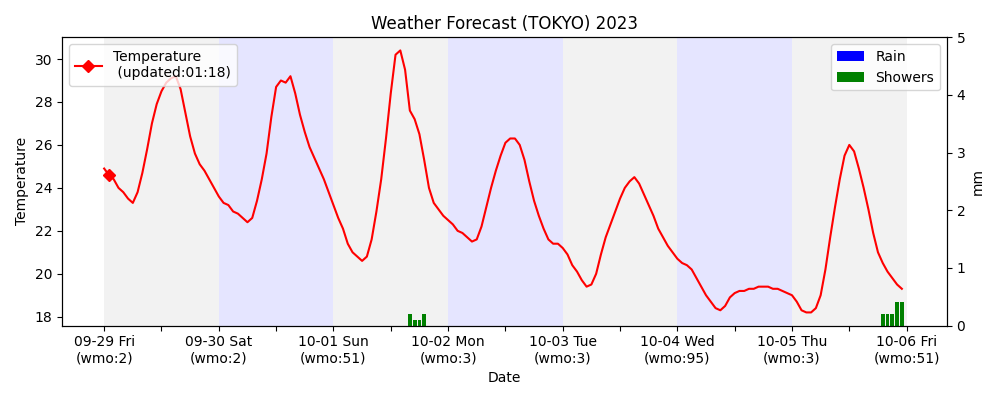 Weather Forecast (TOKYO) 2023
Temperature
(updated:01:18)
Rain
Showers
30
28
26
24
22
20
18
Temperature
5
4
3
2
1
0
mm
09-29 Fri 09-30 Sat 10-01 Sun 10-02 Mon 10-03 Tue 10-04 Wed 10-05 Thu 10-06 Fri
(wmo:2) (wmo:2) (wmo:51) (wmo:3) (wmo:3) (wmo:95) (wmo:3) (wmo:51)
Date